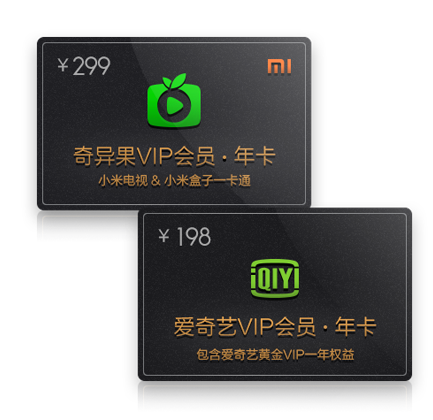 ¥299
mi
奇异果VIP会员·年卡
小米电视 & 小米盒子一卡通
¥198
iQIYI
爱奇艺VIP会员·年卡
包含爱奇艺黄金VIP一年权益